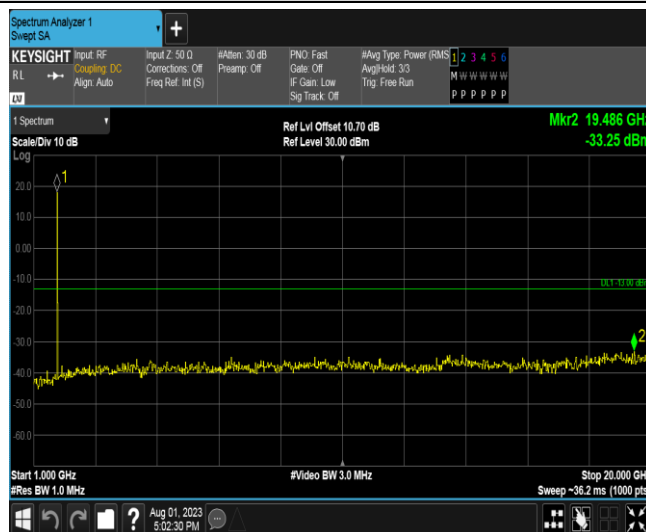 Spectrum Analyzer 1
Swept SA
+
KEYSIGHT
RL
LXI
Input: RF
Coupling: DC
Align: Auto
Input Z: 50 Ω
Corrections: Off
Freq Ref: Int (S)
#Atten: 30 dB
Preamp: Off
PNO: Fast
Gate: Off
IF Gain: Low
Sig Track: Off
#Avg Type: Power (RMS
Avg|Hold: 3/3
Trig: Free Run
1 2 3 4 5 6
M W W W W W
P P P P P P
1 Spectrum
Scale/Div 10 dB
Log
Ref Lvl Offset 10.70 dB
Ref Level 30.00 dBm
Mkr2 19.486 GHz
-33.25 dBm
1
20.0
10.0
0.00
-10.0
DL1 -13.00 dBm
-20.0
-30.0
2
-40.0
-50.0
-60.0
Start 1.000 GHz
#Res BW 1.0 MHz
#Video BW 3.0 MHz
Stop 20.000 GH
Sweep ~36.2 ms (1000 pts
?
Aug 01, 2023
5:02:30 PM